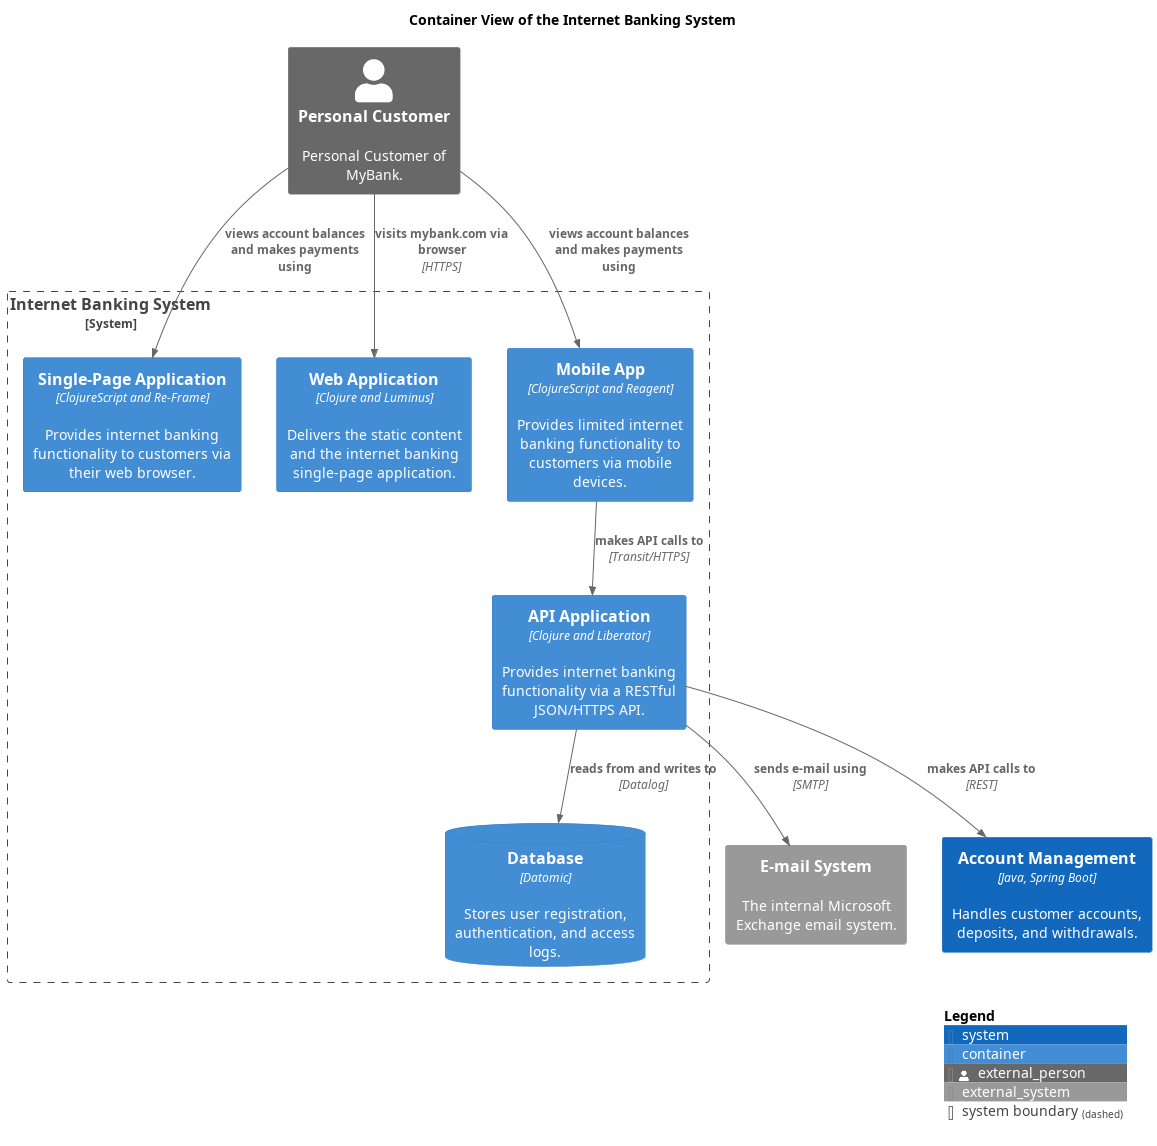 Container View of the Internet Banking System
Personal Customer
Personal Customer of
MyBank.
views account balances
and makes payments
using
visits mybank.com via
browser
[HTTPS]
views account balances
and makes payments
using
Internet Banking System
[System]
Single-Page Application
[ClojureScript and Re-Frame]
Provides internet banking
functionality to customers via
their web browser.
Web Application
[Clojure and Luminus]
Delivers the static content
and the internet banking
single-page application.
Mobile App
[ClojureScript and Reagent]
Provides limited internet
banking functionality to
customers via mobile
devices.
makes API calls to
[Transit/HTTPS]
API Application
[Clojure and Liberator]
Provides internet banking
functionality via a RESTful
JSON/HTTPS API.
reads from and writes to
[Datalog]
sends e-mail using
[SMTP]
makes API calls to
[REST]
Database
[Datomic]
Stores user registration,
authentication, and access
logs.
E-mail System
The internal Microsoft
Exchange email system.
Account Management
[Java, Spring Boot]
Handles customer accounts,
deposits, and withdrawals.
Legend
system
container
external_person
external_system
system boundary (dashed)